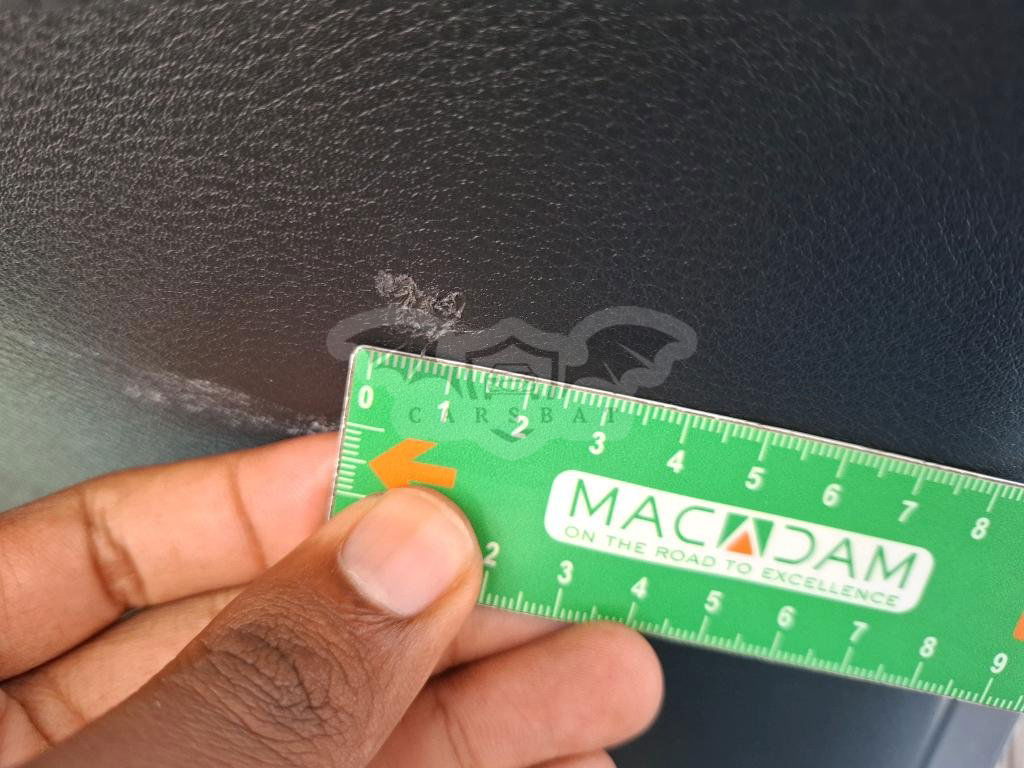 CARSBAT
0 1 2 3 4 5 6 7 8
MACADAM
ON THE ROAD TO EXCELLENCE
2 3 4 5 6 7 8 9